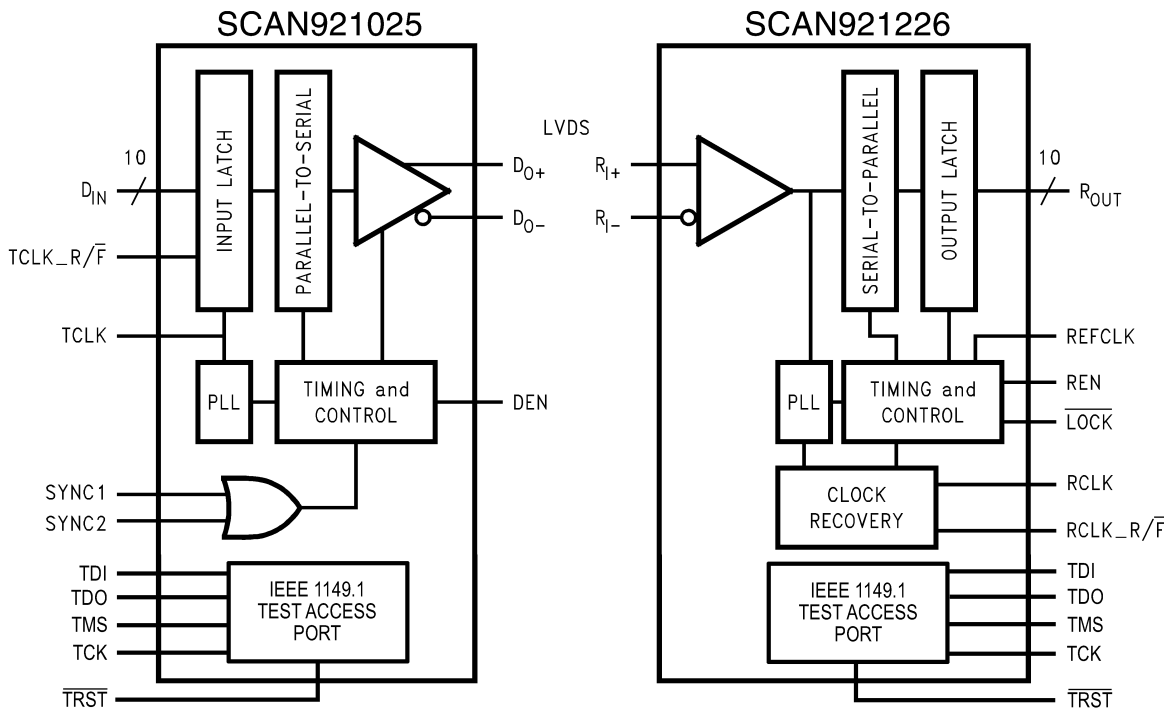 SCAN921025
10
D_IN
TCLK_R/F̅
TCLK
SYNC1
SYNC2
TDI
TDO
TMS
TCK
T̅R̅S̅T̅
INPUT LATCH
PARALLEL-TO-SERIAL
PLL
TIMING and
CONTROL
IEEE 1149.1
TEST ACCESS
PORT
LVDS
D_O+
D_O−
DEN
SCAN921226
R_I+
R_I−
SERIAL-TO-PARALLEL
OUTPUT LATCH
PLL
TIMING and
CONTROL
CLOCK
RECOVERY
IEEE 1149.1
TEST ACCESS
PORT
10
R_OUT
REFCLK
REN
L̅O̅C̅K̅
RCLK
RCLK_R/F̅
TDI
TDO
TMS
TCK
T̅R̅S̅T̅